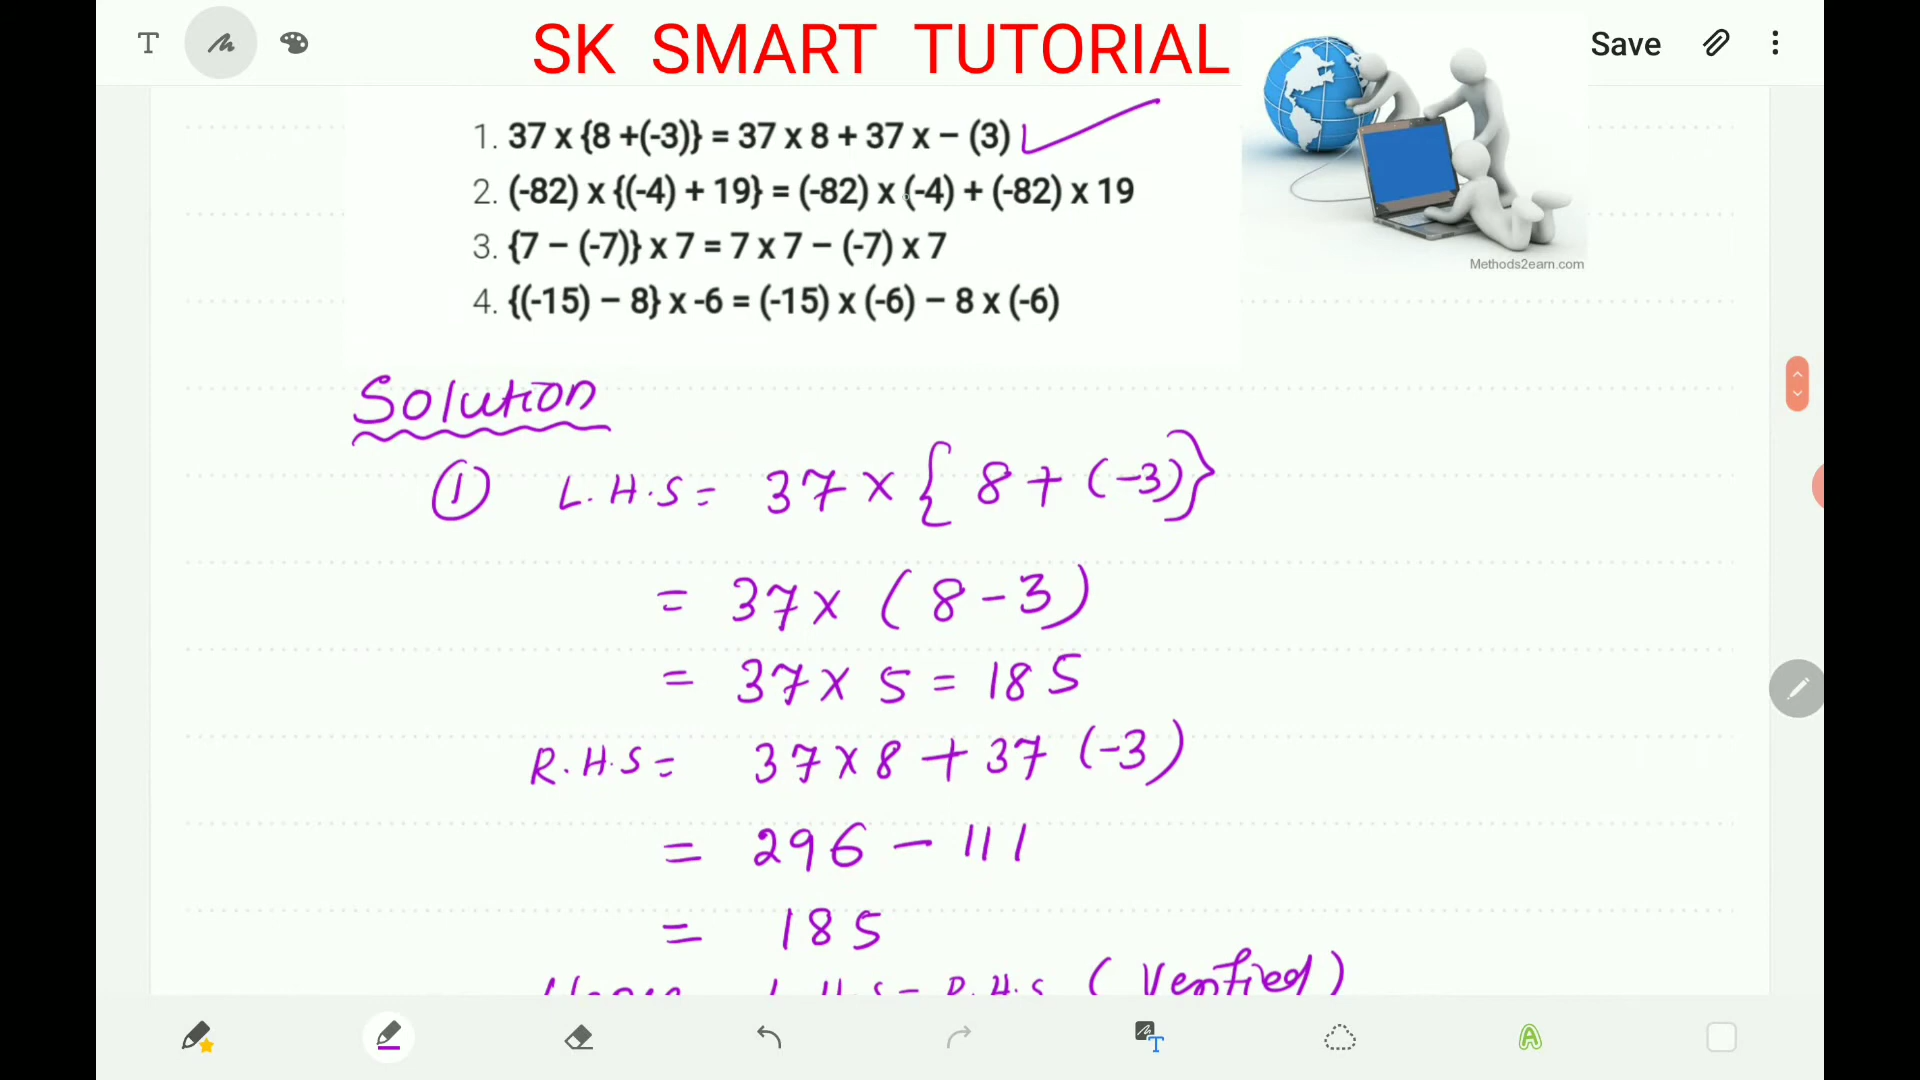 SK SMART TUTORIAL
Save
1. 37 x {8 +(-3)} = 37 x 8 + 37 x – (3)
2. (-82) x {(-4) + 19} = (-82) x (-4) + (-82) x 19
3. {7 – (-7)} x 7 = 7 x 7 – (-7) x 7
4. {(-15) – 8} x -6 = (-15) x (-6) – 8 x (-6)
Methods2earn.com
Solution
① L.H.S = 37 × { 8 + (-3)}
= 37 × ( 8 - 3 )
= 37 × 5 = 185
R.H.S = 37 × 8 + 37 (-3)
= 296 - 111
= 185
Hence L.H.S = R.H.S ( Verified )